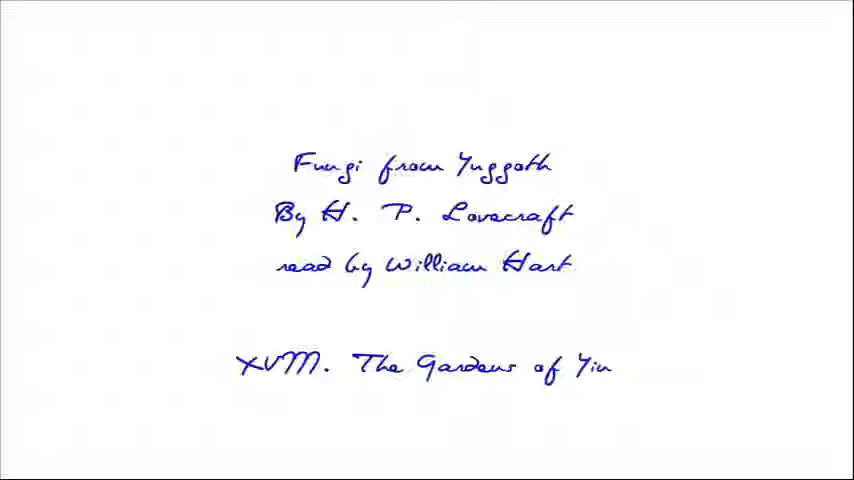 Fungi from Yuggoth
By H. P. Lovecraft
read by William Hart
XVIII. The Gardens of Yin